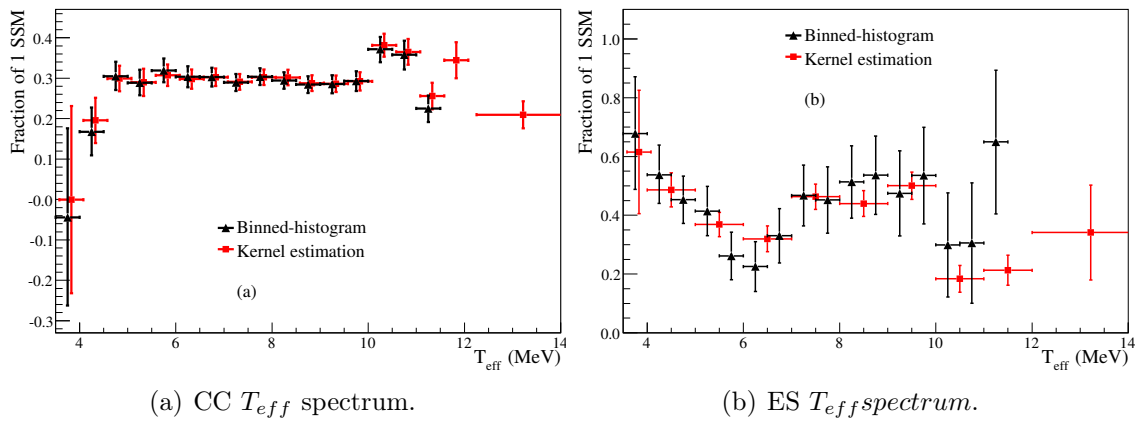 Fraction of 1 SSM
0.4
0.3
0.2
0.1
-0.0
-0.1
-0.2
-0.3
Binned-histogram
Kernel estimation
(a)
4 6 8 10 12 14
T_eff (MeV)
(a) CC T_eff spectrum.
Fraction of 1 SSM
1.0
0.8
0.6
0.4
0.2
0.0
Binned-histogram
Kernel estimation
(b)
4 6 8 10 12 14
T_eff (MeV)
(b) ES T_eff spectrum.